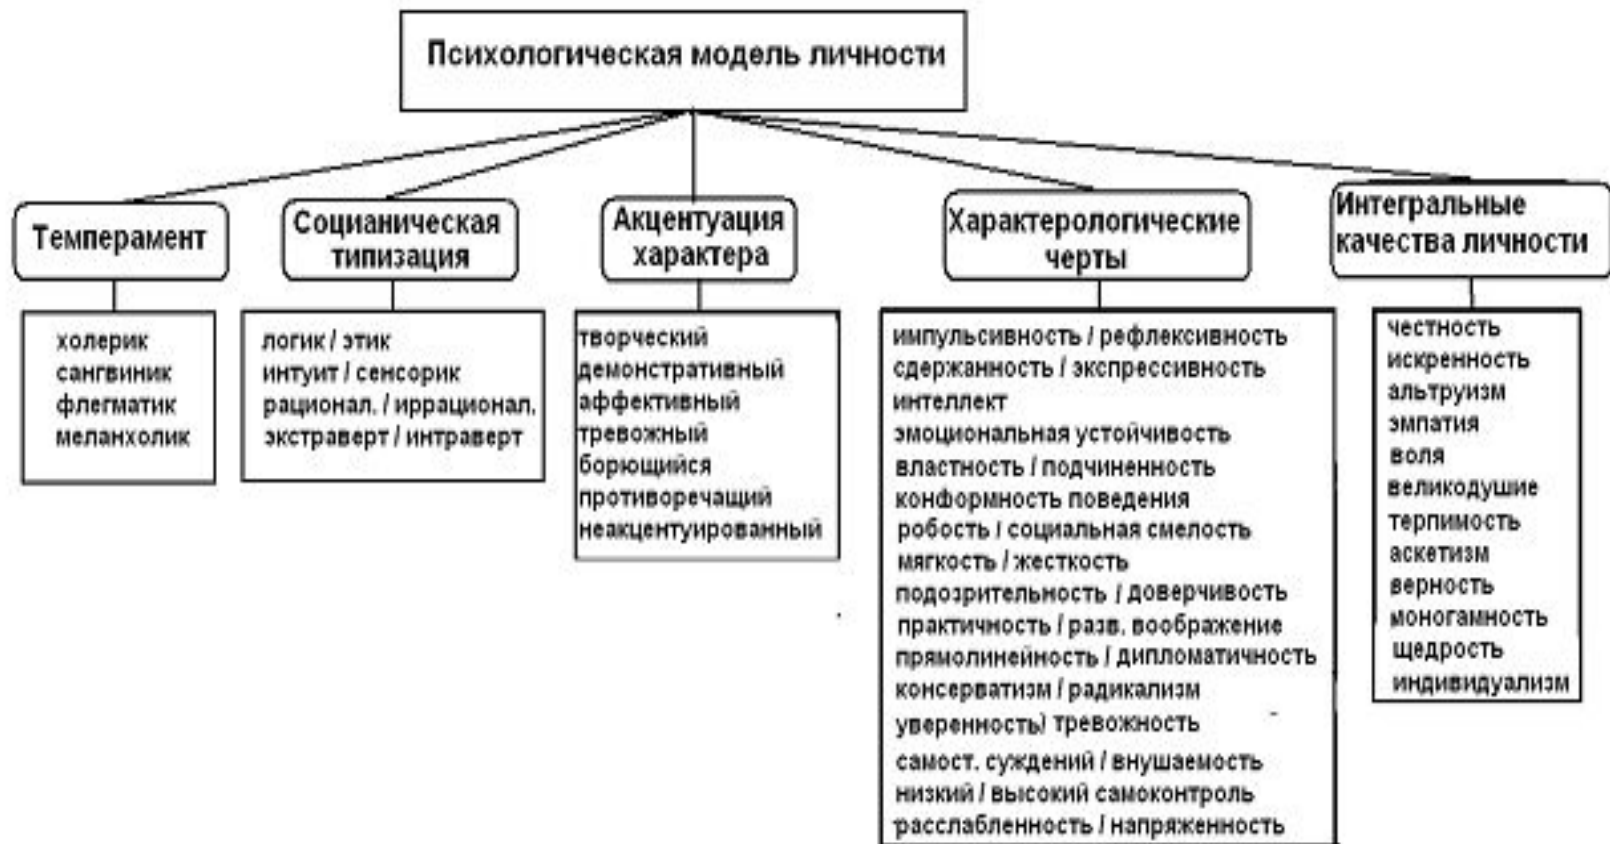 Психологическая модель личности
Темперамент
холерик
сангвиник
флегматик
меланхолик
Социаническая
типизация
логик / этик
интуит / сенсорик
рационал. / иррационал.
экстраверт / интраверт
Акцентуация
характера
творческий
демонстративный
аффективный
тревожный
борющийся
противоречащий
неакцентуированный
Характерологические
черты
импульсивность / рефлексивность
сдержанность / экспрессивность
интеллект
эмоциональная устойчивость
властность / подчиненность
конформность поведения
робость / социальная смелость
мягкость / жесткость
подозрительность / доверчивость
практичность / разв. воображение
прямолинейность / дипломатичность
консерватизм / радикализм
уверенность/ тревожность
самост. суждений / внушаемость
низкий / высокий самоконтроль
расслабленность / напряженность
Интегральные
качества личности
честность
искренность
альтруизм
эмпатия
воля
великодушие
терпимость
аскетизм
верность
моногамность
щедрость
индивидуализм